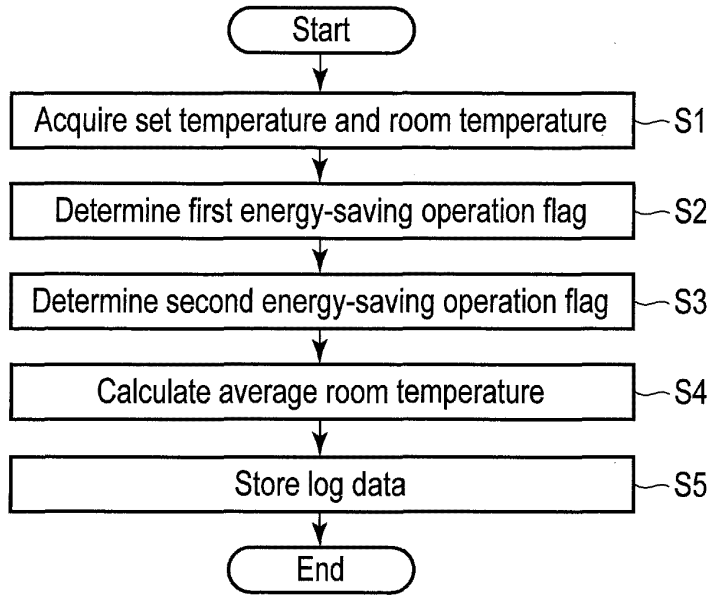 Start
Acquire set temperature and room temperature S1
Determine first energy-saving operation flag S2
Determine second energy-saving operation flag S3
Calculate average room temperature S4
Store log data S5
End